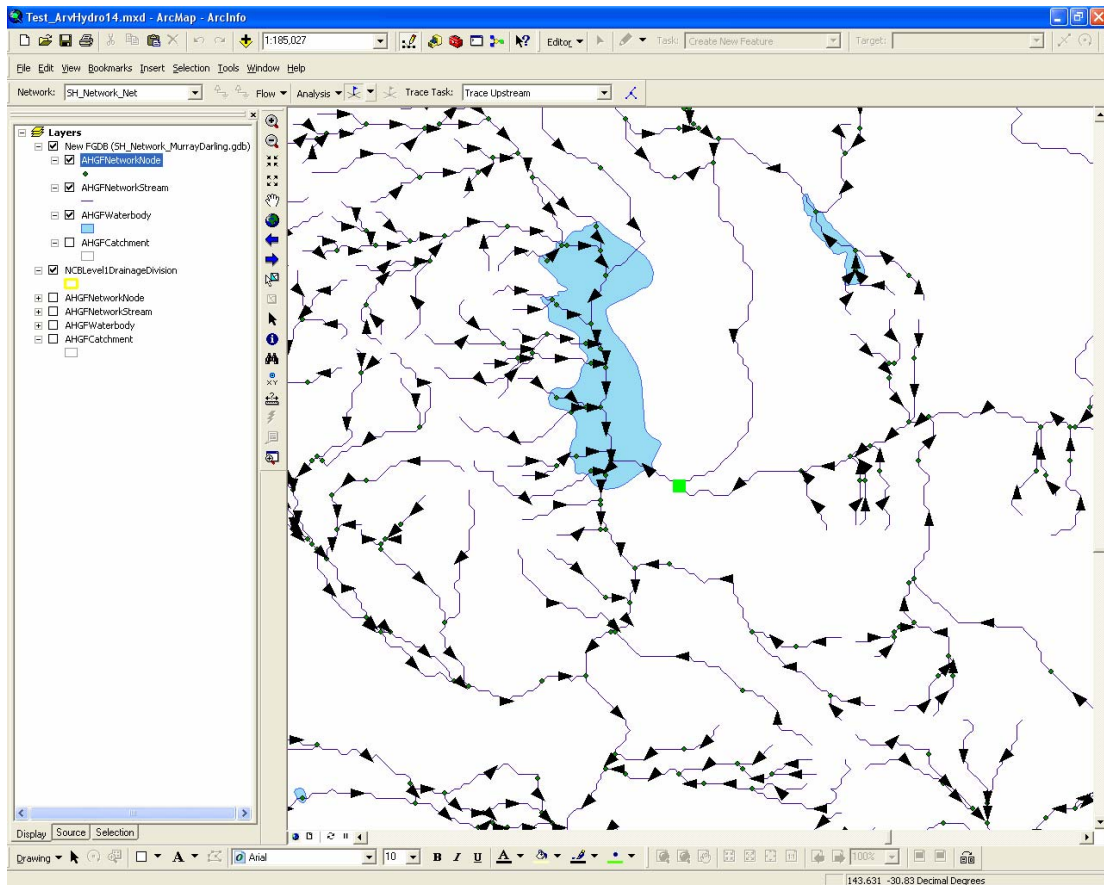 Test_ArvHydro14.mxd - ArcMap - ArcInfo
1:185,027 Editor Task: Create New Feature Target:
File Edit View Bookmarks Insert Selection Tools Window Help
Network: SH_Network_Net Flow Analysis Trace Task: Trace Upstream
Layers
New FGDB (SH_Network_MurrayDarling.gdb)
AHGFNetworkNode
AHGFNetworkStream
AHGFWaterbody
AHGFCatchment
NCBLevel1DrainageDivision
AHGFNetworkNode
AHGFNetworkStream
AHGFWaterbody
AHGFCatchment
XY
Display Source Selection
Drawing A Arial 10 B I U A 100%
143.631 -30.83 Decimal Degrees